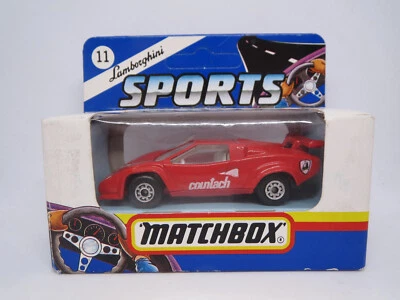 11
Lamborghini
SPORTS
countach
MATCHBOX®